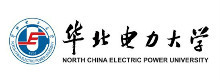 华北电力大学
NORTH CHINA ELECTRIC POWER UNIVERSITY